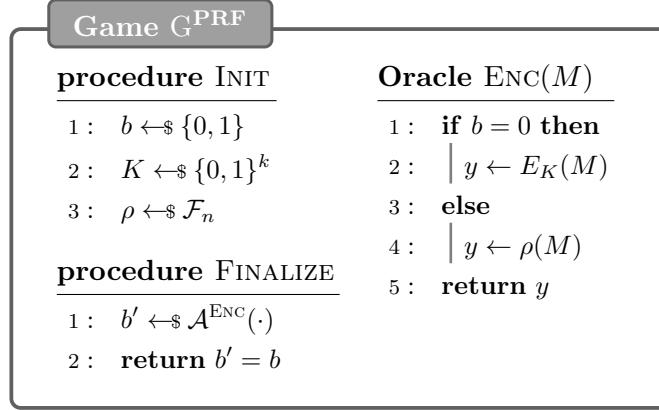 Game G^PRF
procedure INIT
1 : b ←$ {0,1}
2 : K ←$ {0,1}^k
3 : ρ ←$ ℱ_n
procedure FINALIZE
1 : b′ ←$ 𝒜^ENC(·)
2 : return b′ = b
Oracle ENC(M)
1 : if b = 0 then
2 : y ← E_K(M)
3 : else
4 : y ← ρ(M)
5 : return y